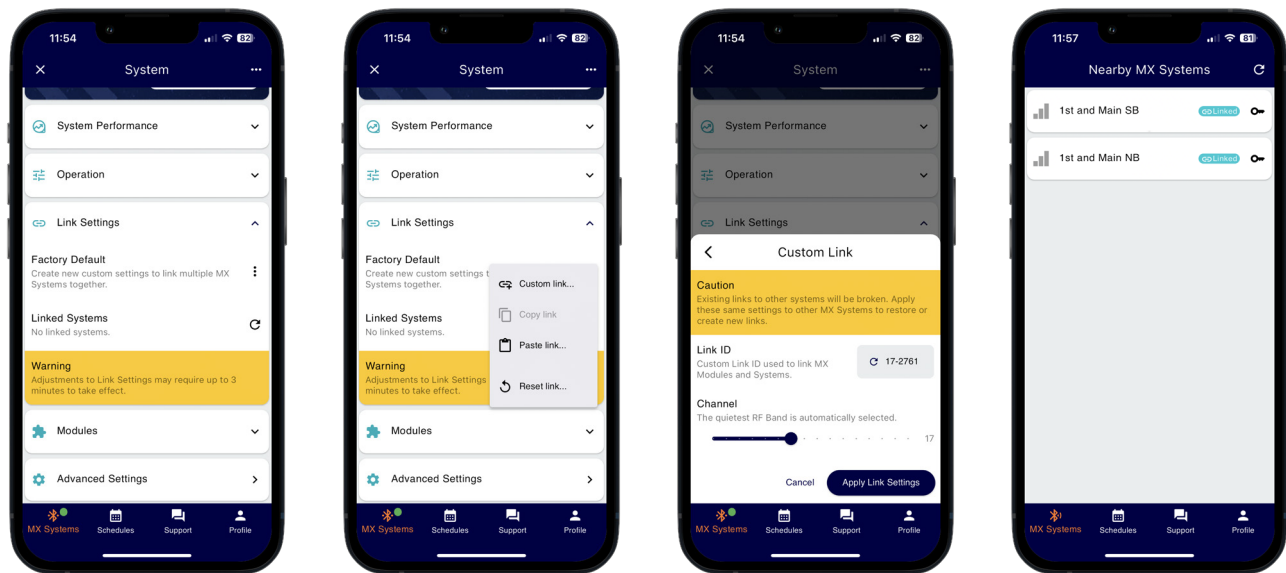 11:54
82
System
System Performance
Operation
Link Settings
Factory Default
Create new custom settings to link multiple MX
Systems together.
Linked Systems
No linked systems.
Warning
Adjustments to Link Settings may require up to 3
minutes to take effect.
Modules
Advanced Settings
MX Systems
Schedules
Support
Profile
11:54
82
System
System Performance
Operation
Link Settings
Factory Default
Create new custom settings t
Systems together.
Linked Systems
No linked systems.
Warning
Adjustments to Link Settings
minutes to take effect.
Custom link...
Copy link
Paste link...
Reset link...
Modules
Advanced Settings
MX Systems
Schedules
Support
Profile
11:54
82
System
System Performance
Operation
Link Settings
Custom Link
Caution
Existing links to other systems will be broken. Apply
these same settings to other MX Systems to restore or
create new links.
Link ID
Custom Link ID used to link MX
Modules and Systems.
17-2761
Channel
The quietest RF Band is automatically selected.
17
Cancel
Apply Link Settings
MX Systems
Schedules
Support
Profile
11:57
81
Nearby MX Systems
1st and Main SB
Linked
1st and Main NB
Linked
MX Systems
Schedules
Support
Profile